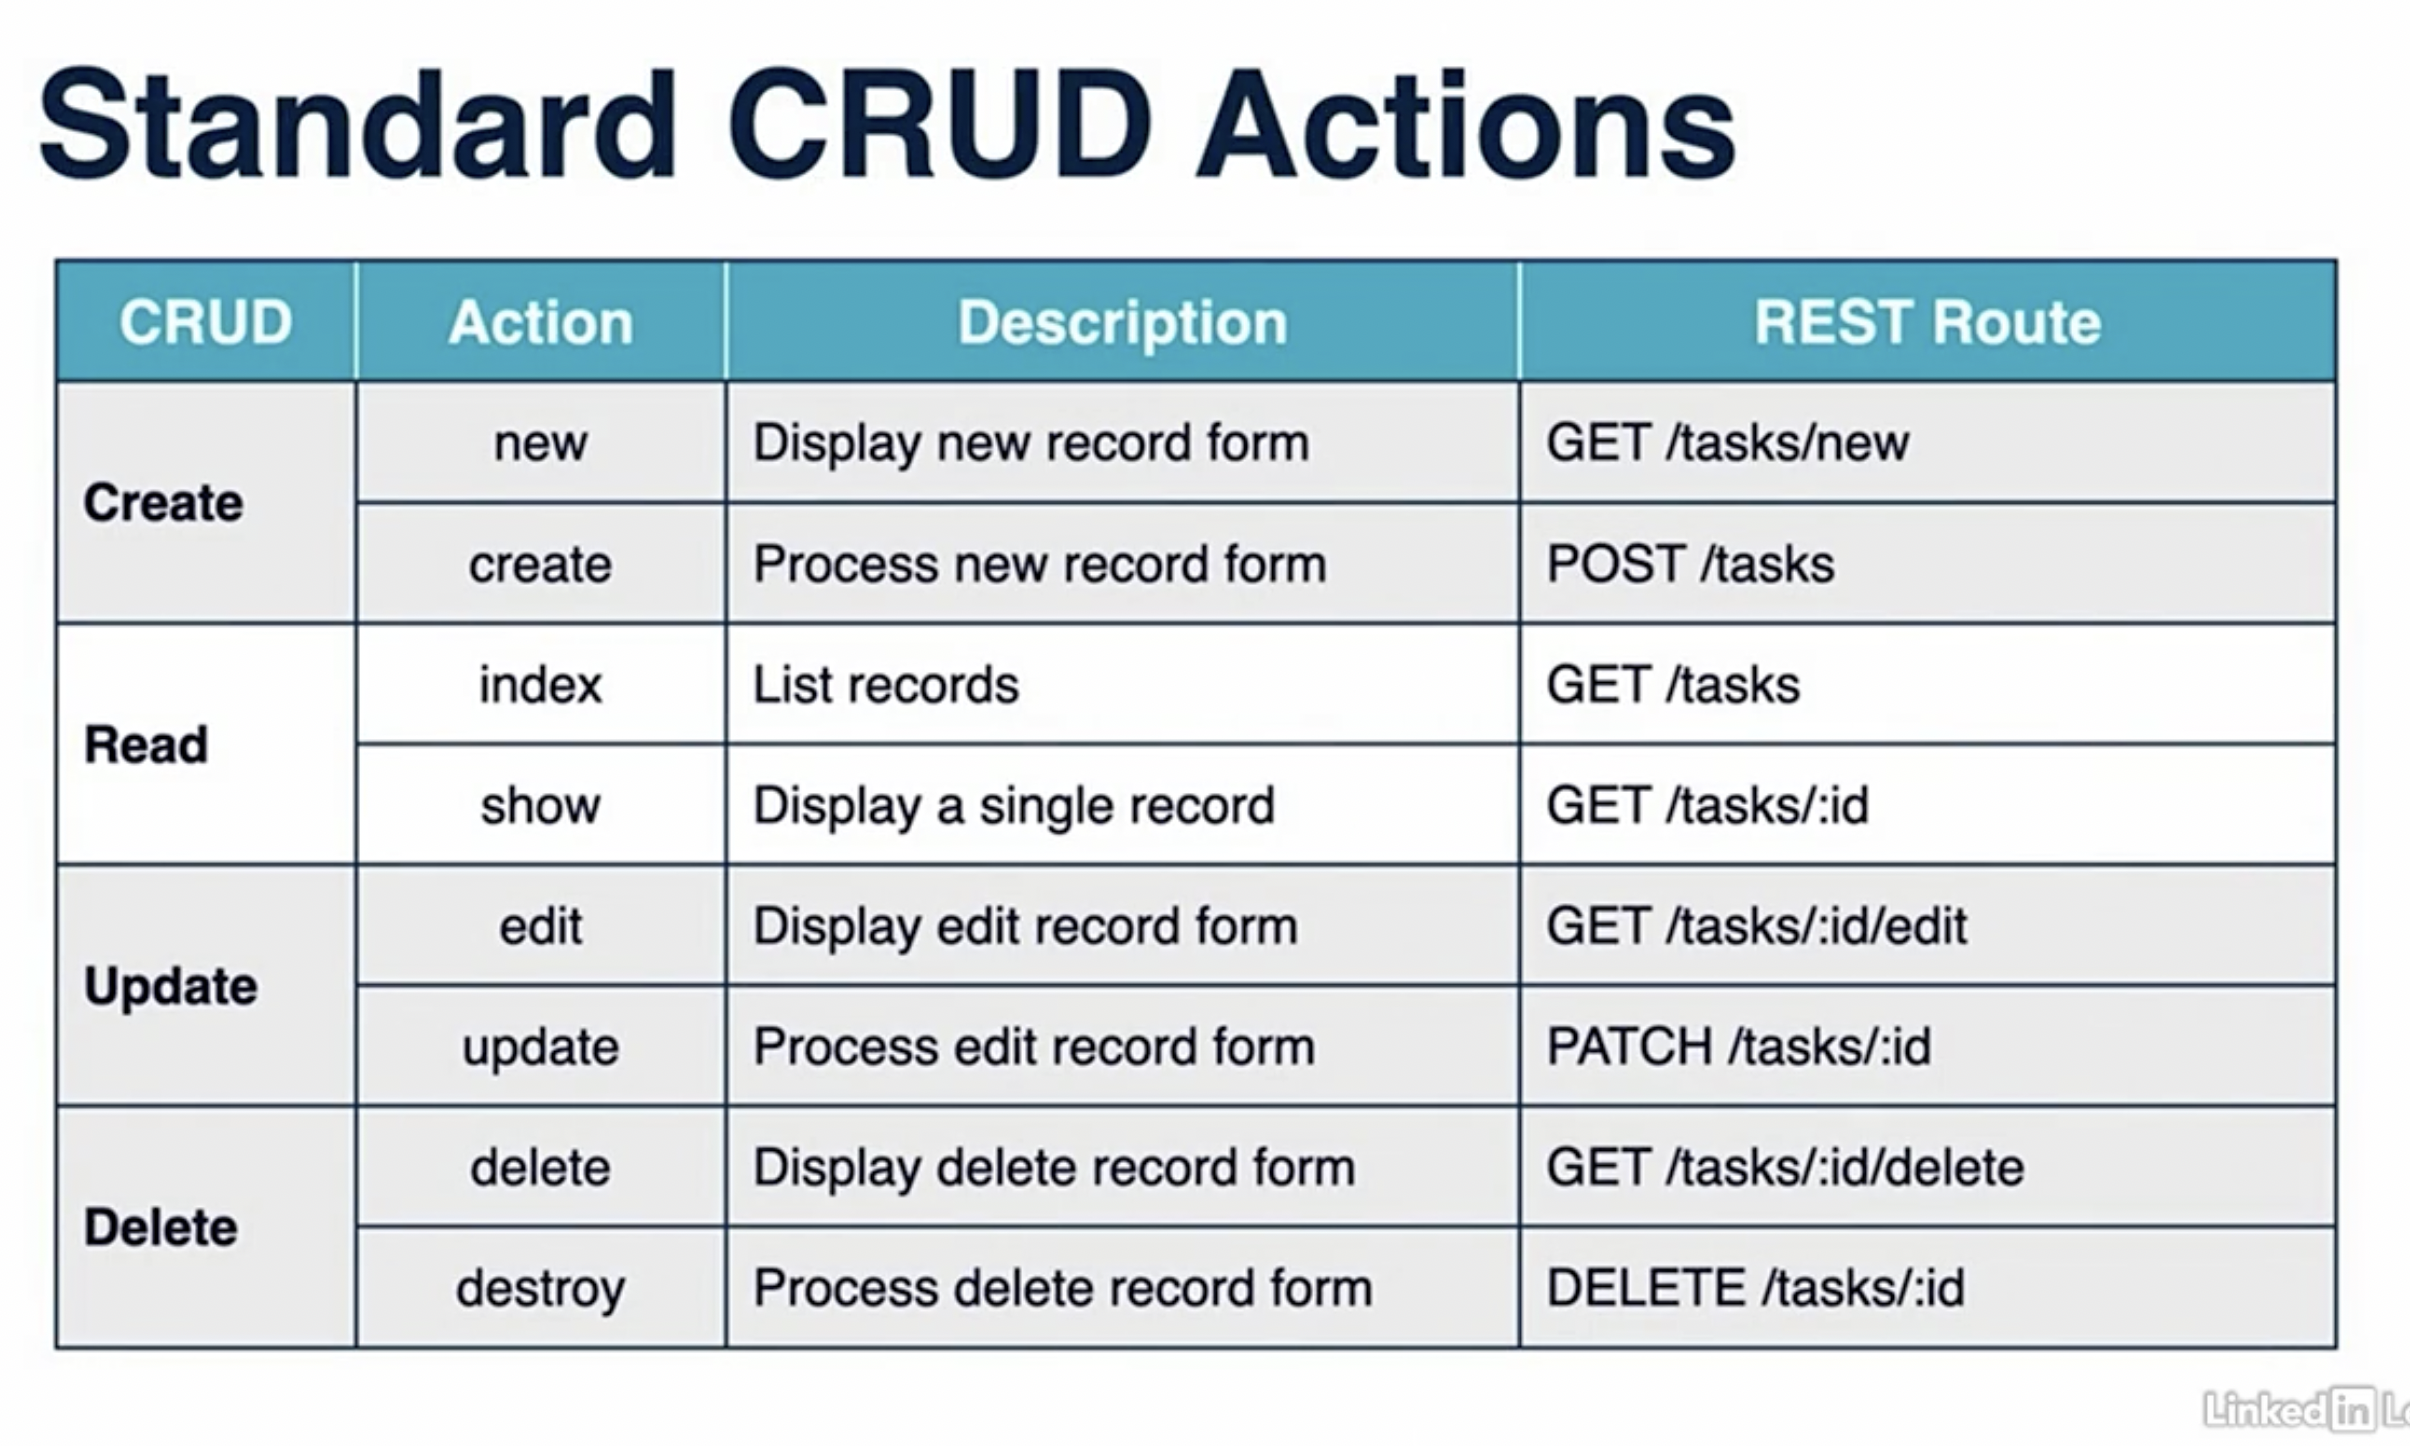 Standard CRUD Actions
CRUD Action Description REST Route
Create
new Display new record form GET /tasks/new
create Process new record form POST /tasks
Read
index List records GET /tasks
show Display a single record GET /tasks/:id
Update
edit Display edit record form GET /tasks/:id/edit
update Process edit record form PATCH /tasks/:id
Delete
delete Display delete record form GET /tasks/:id/delete
destroy Process delete record form DELETE /tasks/:id
Linked in